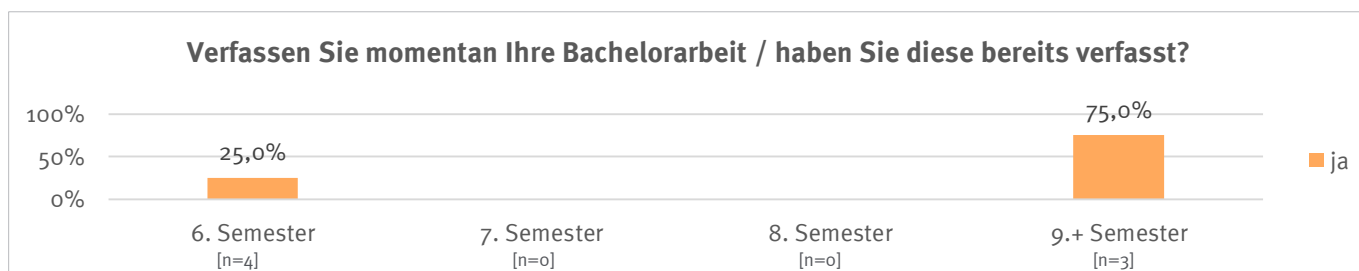 Verfassen Sie momentan Ihre Bachelorarbeit / haben Sie diese bereits verfasst?
100%
50%
0%
25,0%
75,0%
ja
6. Semester
[n=4]
7. Semester
[n=0]
8. Semester
[n=0]
9.+ Semester
[n=3]